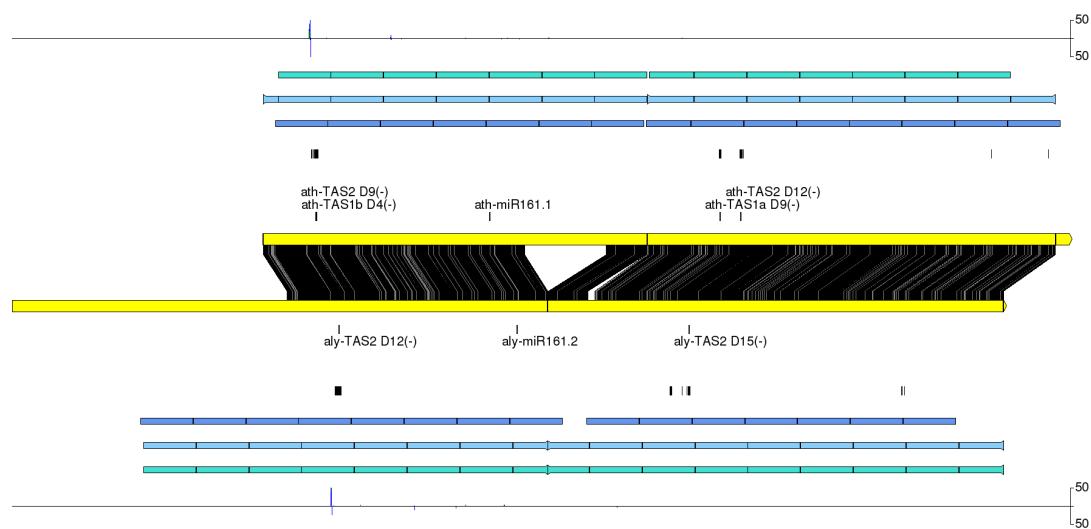 50
50
ath-TAS2 D9(-)
ath-TAS2 D12(-)
ath-TAS1b D4(-)
ath-miR161.1
ath-TAS1a D9(-)
aly-TAS2 D12(-)
aly-miR161.2
aly-TAS2 D15(-)
50
50